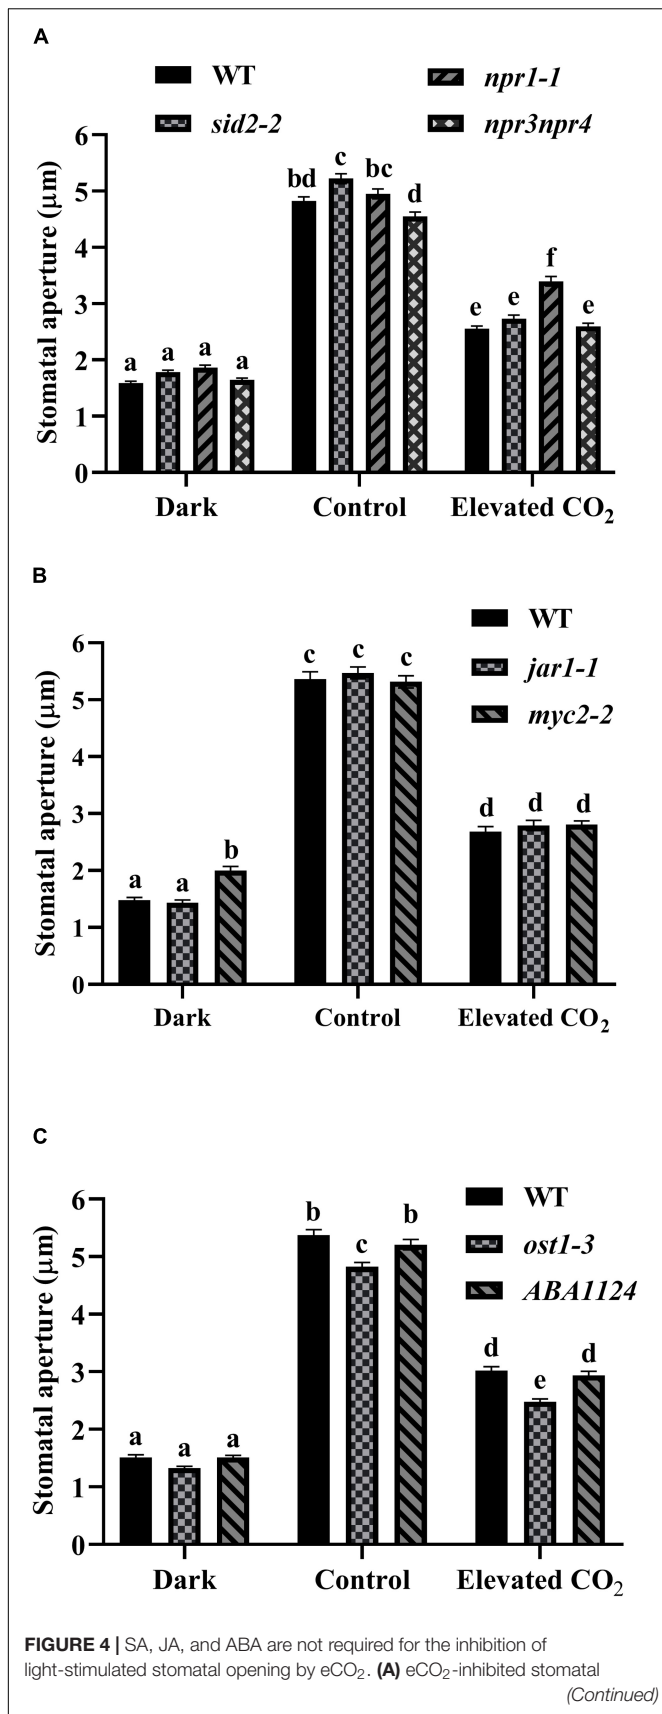 A
WT
npr1-1
sid2-2
npr3npr4
Stomatal aperture (μm)
6
5
4
3
2
1
0
a a a a
bd c bc d
e e f e
Dark Control Elevated CO₂
B
WT
jar1-1
myc2-2
Stomatal aperture (μm)
6
5
4
3
2
1
0
a a b
c c c
d d d
Dark Control Elevated CO₂
C
WT
ost1-3
ABA1124
Stomatal aperture (μm)
6
5
4
3
2
1
0
a a a
b c b
d e d
Dark Control Elevated CO₂
FIGURE 4 | SA, JA, and ABA are not required for the inhibition of
light-stimulated stomatal opening by eCO₂. (A) eCO₂-inhibited stomatal
(Continued)